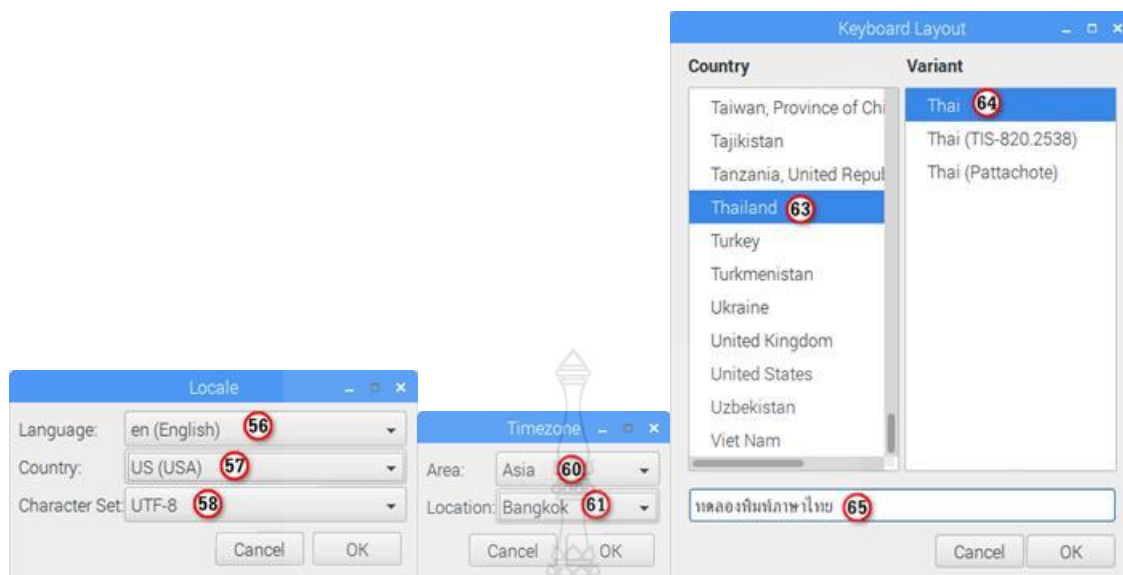 Keyboard Layout
Country Variant
Taiwan, Province of Chi Thai 64
Tajikistan Thai (TIS-820.2538)
Tanzania, United Repub Thai (Pattachote)
Thailand 63
Turkey
Turkmenistan
Ukraine
United Kingdom
United States
Uzbekistan
Viet Nam
ทดลองพิมพ์ภาษาไทย 65
Cancel OK
Locale
Language: en (English) 56
Country: US (USA) 57
Character Set: UTF-8 58
Cancel OK
Timezone
Area: Asia 60
Location: Bangkok 61
Cancel OK